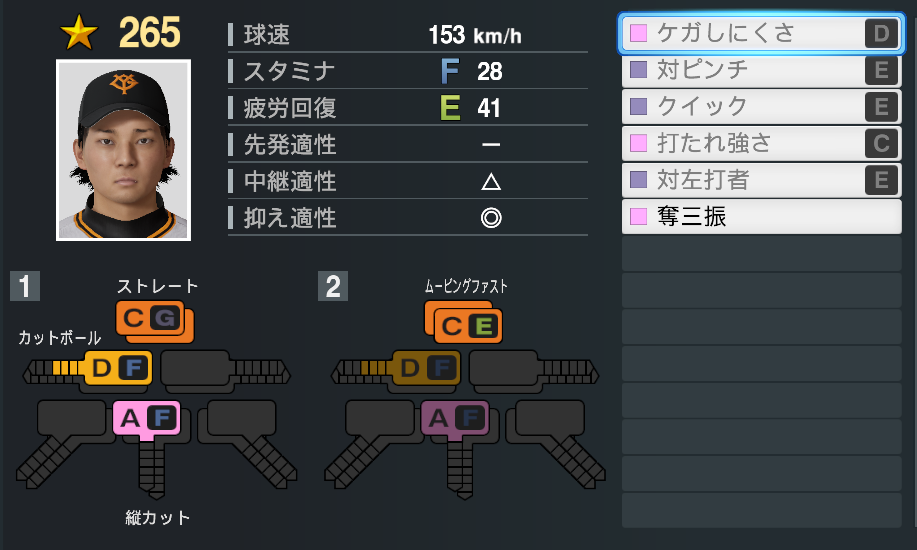 ★ 265
球速 153 km/h
スタミナ F 28
疲労回復 E 41
先発適性 ー
中継適性 △
抑え適性 ◎
ケガしにくさ D
対ピンチ E
クイック E
打たれ強さ C
対左打者 E
奪三振
1
ストレート
C G
カットボール
D F
A F
縦カット
2
ムービングファスト
C E
D F
A F